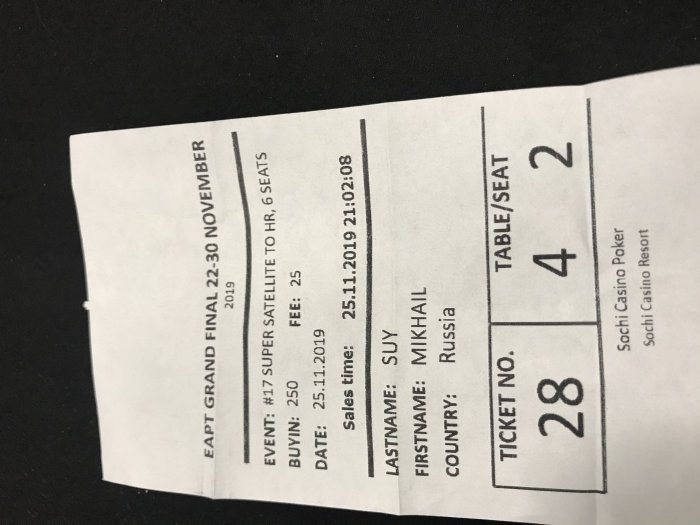 EAPT GRAND FINAL 22-30 NOVEMBER
2019
EVENT: #17 SUPER SATELLITE TO HR, 6 SEATS
BUYIN: 250 FEE: 25
DATE: 25.11.2019
Sales time: 25.11.2019 21:02:08
LASTNAME: SUY
FIRSTNAME: MIKHAIL
COUNTRY: Russia
TICKET NO. TABLE/SEAT
28 4 2
Sochi Casino Poker
Sochi Casino Resort